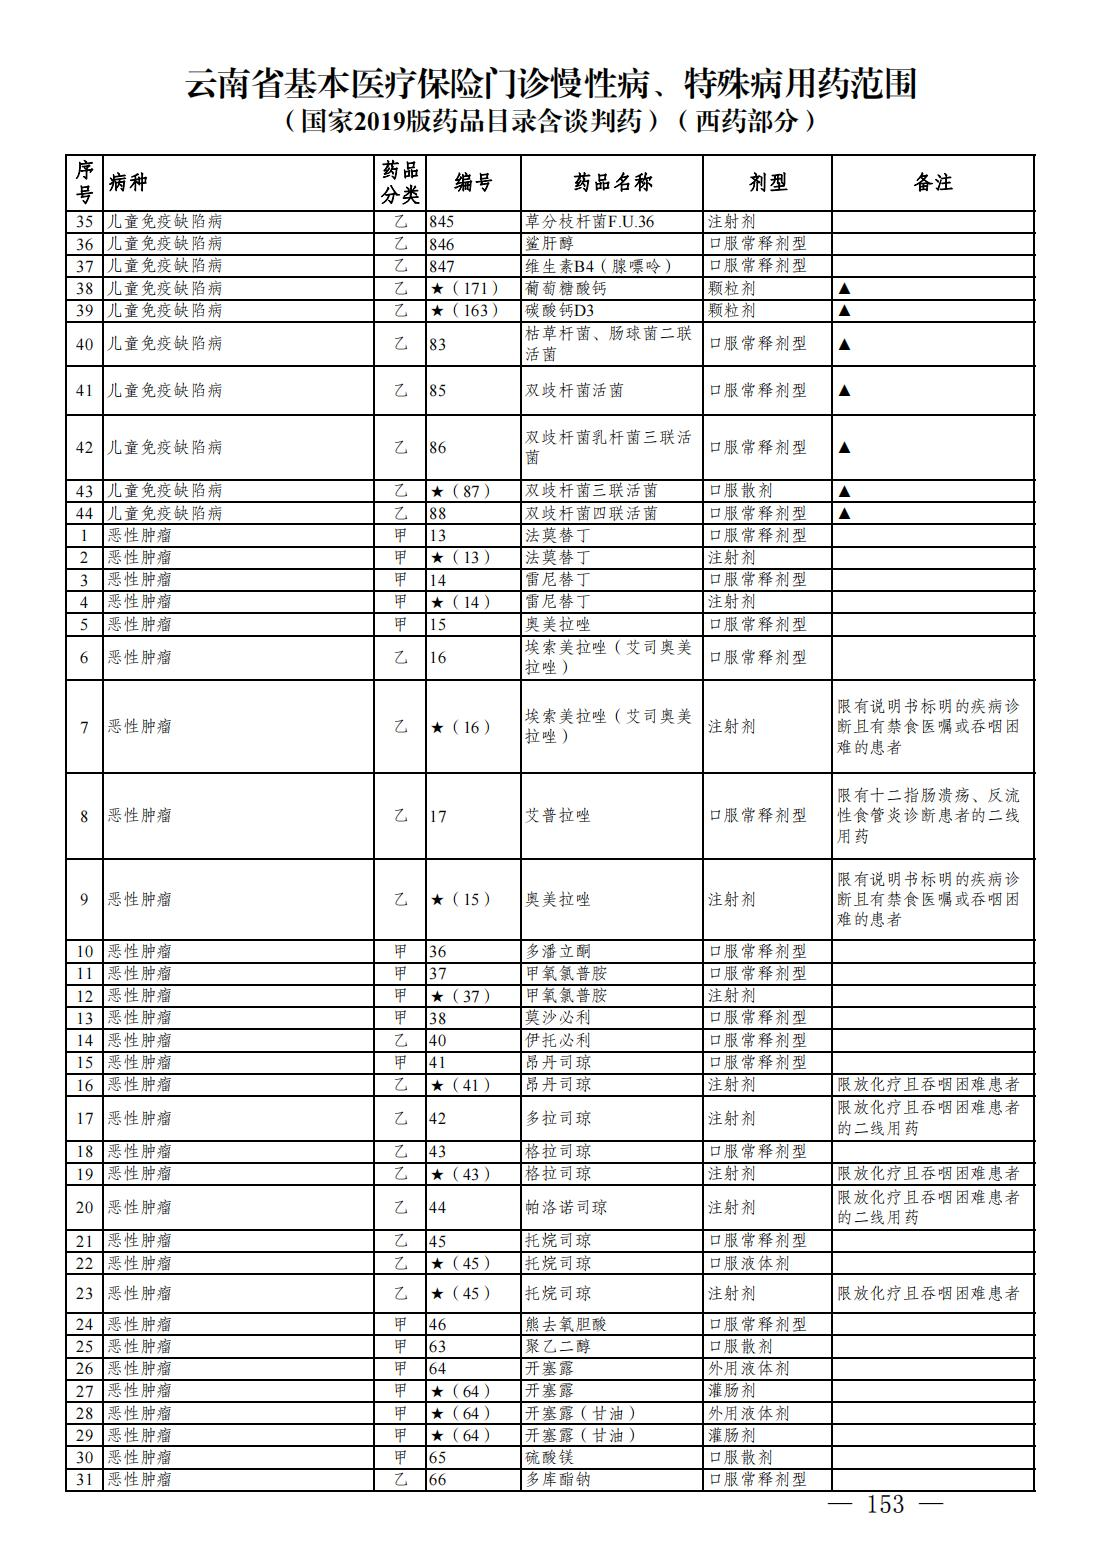 云南省基本医疗保险门诊慢性病、特殊病用药范围
（国家2019版药品目录含谈判药）（西药部分）
序号 病种 药品分类 编号 药品名称 剂型 备注
35 儿童免疫缺陷病 乙 845 草分枝杆菌F.U.36 注射剂
36 儿童免疫缺陷病 乙 846 鲨肝醇 口服常释剂型
37 儿童免疫缺陷病 乙 847 维生素B4（腺嘌呤） 口服常释剂型
38 儿童免疫缺陷病 乙 ★（171） 葡萄糖酸钙 颗粒剂 ▲
39 儿童免疫缺陷病 乙 ★（163） 碳酸钙D3 颗粒剂 ▲
40 儿童免疫缺陷病 乙 83 枯草杆菌、肠球菌二联活菌 口服常释剂型 ▲
41 儿童免疫缺陷病 乙 85 双歧杆菌活菌 口服常释剂型 ▲
42 儿童免疫缺陷病 乙 86 双歧杆菌乳杆菌三联活菌 口服常释剂型 ▲
43 儿童免疫缺陷病 乙 ★（87） 双歧杆菌三联活菌 口服散剂 ▲
44 儿童免疫缺陷病 乙 88 双歧杆菌四联活菌 口服常释剂型 ▲
1 恶性肿瘤 甲 13 法莫替丁 口服常释剂型
2 恶性肿瘤 甲 ★（13） 法莫替丁 注射剂
3 恶性肿瘤 甲 14 雷尼替丁 口服常释剂型
4 恶性肿瘤 甲 ★（14） 雷尼替丁 注射剂
5 恶性肿瘤 甲 15 奥美拉唑 口服常释剂型
6 恶性肿瘤 乙 16 埃索美拉唑（艾司奥美拉唑） 口服常释剂型
7 恶性肿瘤 乙 ★（16） 埃索美拉唑（艾司奥美拉唑） 注射剂 限有说明书标明的疾病诊断且有禁食医嘱或吞咽困难的患者
8 恶性肿瘤 乙 17 艾普拉唑 口服常释剂型 限有十二指肠溃疡、反流性食管炎诊断患者的二线用药
9 恶性肿瘤 乙 ★（15） 奥美拉唑 注射剂 限有说明书标明的疾病诊断且有禁食医嘱或吞咽困难的患者
10 恶性肿瘤 甲 36 多潘立酮 口服常释剂型
11 恶性肿瘤 甲 37 甲氧氯普胺 口服常释剂型
12 恶性肿瘤 甲 ★（37） 甲氧氯普胺 注射剂
13 恶性肿瘤 甲 38 莫沙必利 口服常释剂型
14 恶性肿瘤 乙 40 伊托必利 口服常释剂型
15 恶性肿瘤 甲 41 昂丹司琼 口服常释剂型
16 恶性肿瘤 乙 ★（41） 昂丹司琼 注射剂 限放化疗且吞咽困难患者
17 恶性肿瘤 乙 42 多拉司琼 注射剂 限放化疗且吞咽困难患者的二线用药
18 恶性肿瘤 乙 43 格拉司琼 口服常释剂型
19 恶性肿瘤 乙 ★（43） 格拉司琼 注射剂 限放化疗且吞咽困难患者
20 恶性肿瘤 乙 44 帕洛诺司琼 注射剂 限放化疗且吞咽困难患者的二线用药
21 恶性肿瘤 乙 45 托烷司琼 口服常释剂型
22 恶性肿瘤 乙 ★（45） 托烷司琼 口服液体剂
23 恶性肿瘤 乙 ★（45） 托烷司琼 注射剂 限放化疗且吞咽困难患者
24 恶性肿瘤 甲 46 熊去氧胆酸 口服常释剂型
25 恶性肿瘤 甲 63 聚乙二醇 口服散剂
26 恶性肿瘤 甲 64 开塞露 外用液体剂
27 恶性肿瘤 甲 ★（64） 开塞露 灌肠剂
28 恶性肿瘤 甲 ★（64） 开塞露（甘油） 外用液体剂
29 恶性肿瘤 甲 ★（64） 开塞露（甘油） 灌肠剂
30 恶性肿瘤 甲 65 硫酸镁 口服散剂
31 恶性肿瘤 乙 66 多库酯钠 口服常释剂型
— 153 —